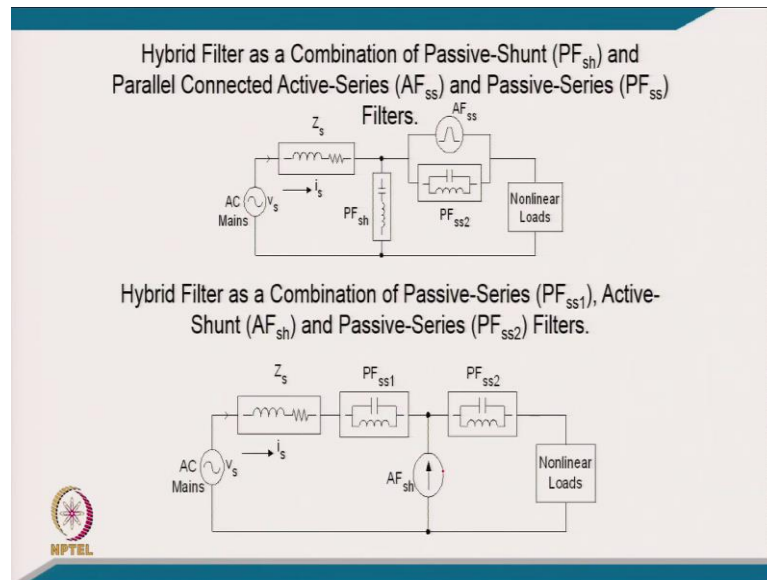 Hybrid Filter as a Combination of Passive-Shunt (PFsh) and
Parallel Connected Active-Series (AFss) and Passive-Series (PFss)
Filters.
AFss
Zs
AC
Mains
vs
is
PFsh
PFss2
Nonlinear
Loads
Hybrid Filter as a Combination of Passive-Series (PFss1), Active-
Shunt (AFsh) and Passive-Series (PFss2) Filters.
Zs
PFss1
PFss2
AC
Mains
vs
is
AFsh
Nonlinear
Loads
NPTEL